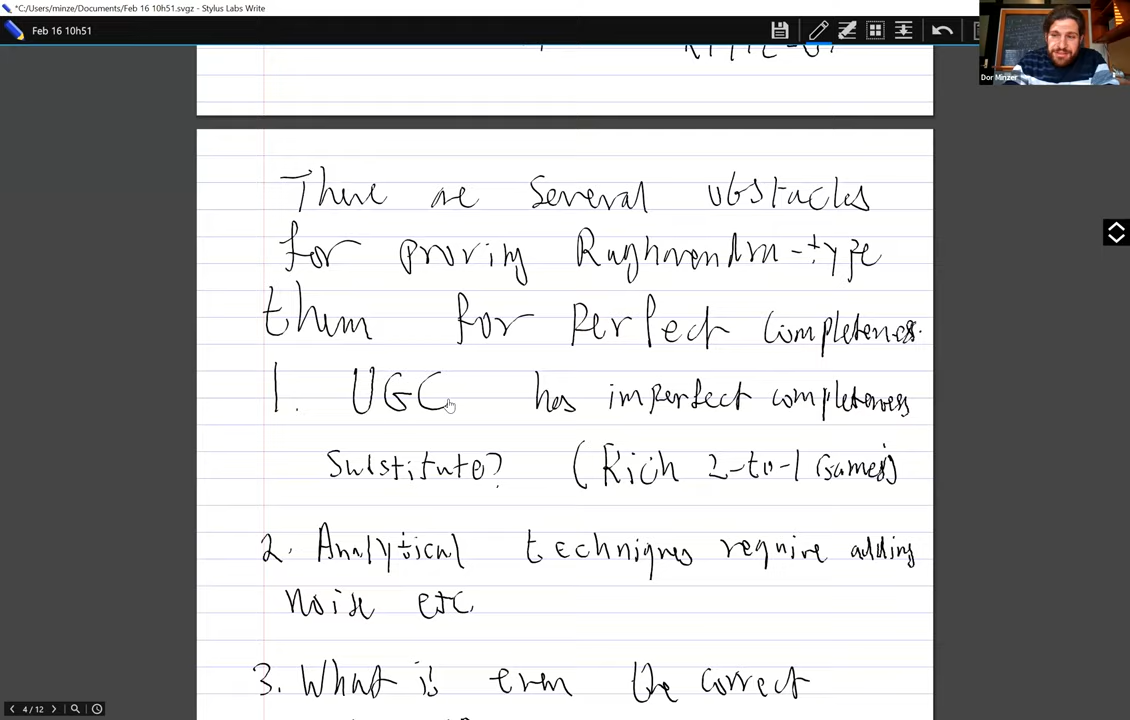 *C:/Users/minze/Documents/Feb 16 10h51.svgz - Stylus Labs Write
Feb 16 10h51
Dor Minzer
There are several obstacles
for proving Raghavendra-type
thm for perfect completeness.
1. UGC has imperfect completeness
Substitute? (Rich 2-to-1 Games)
2. Analytical techniques require adding
noise etc.
3. What is even the correct
4 / 12